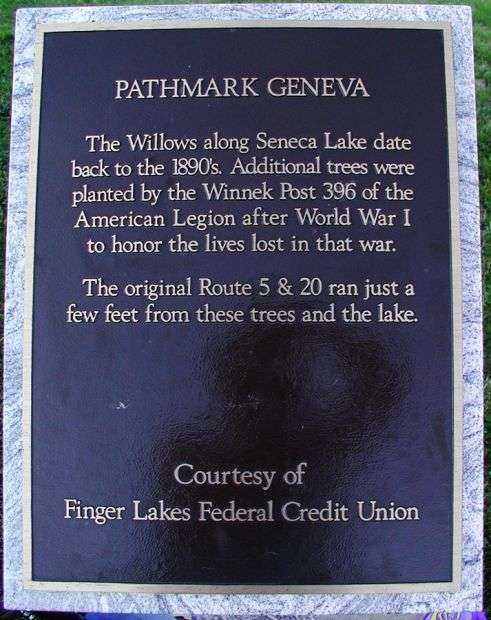 PATHMARK GENEVA
The Willows along Seneca Lake date
back to the 1890's. Additional trees were
planted by the Winnek Post 396 of the
American Legion after World War I
to honor the lives lost in that war.
The original Route 5 & 20 ran just a
few feet from these trees and the lake.
Courtesy of
Finger Lakes Federal Credit Union